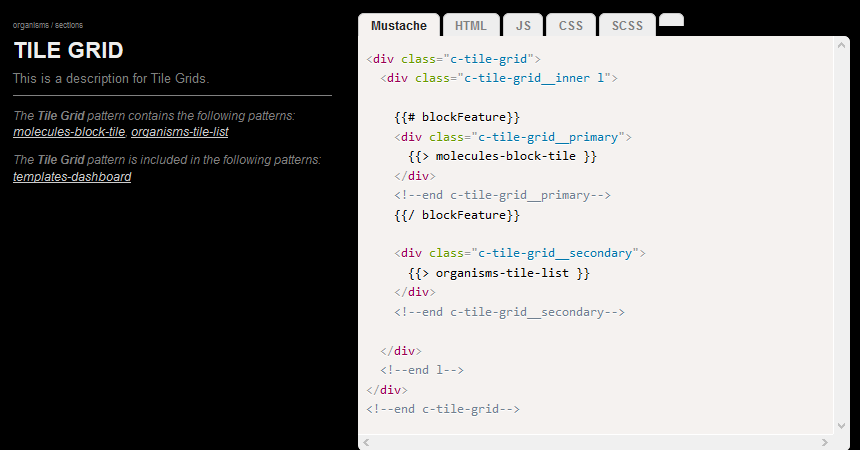 organisms / sections
TILE GRID
This is a description for Tile Grids.
The Tile Grid pattern contains the following patterns:
molecules-block-tile, organisms-tile-list
The Tile Grid pattern is included in the following patterns:
templates-dashboard
Mustache HTML JS CSS SCSS
<div class="c-tile-grid">
<div class="c-tile-grid__inner l">
{{# blockFeature}}
<div class="c-tile-grid__primary">
{{> molecules-block-tile }}
</div>
<!--end c-tile-grid__primary-->
{{/ blockFeature}}
<div class="c-tile-grid__secondary">
{{> organisms-tile-list }}
</div>
<!--end c-tile-grid__secondary-->
</div>
<!--end l-->
</div>
<!--end c-tile-grid-->